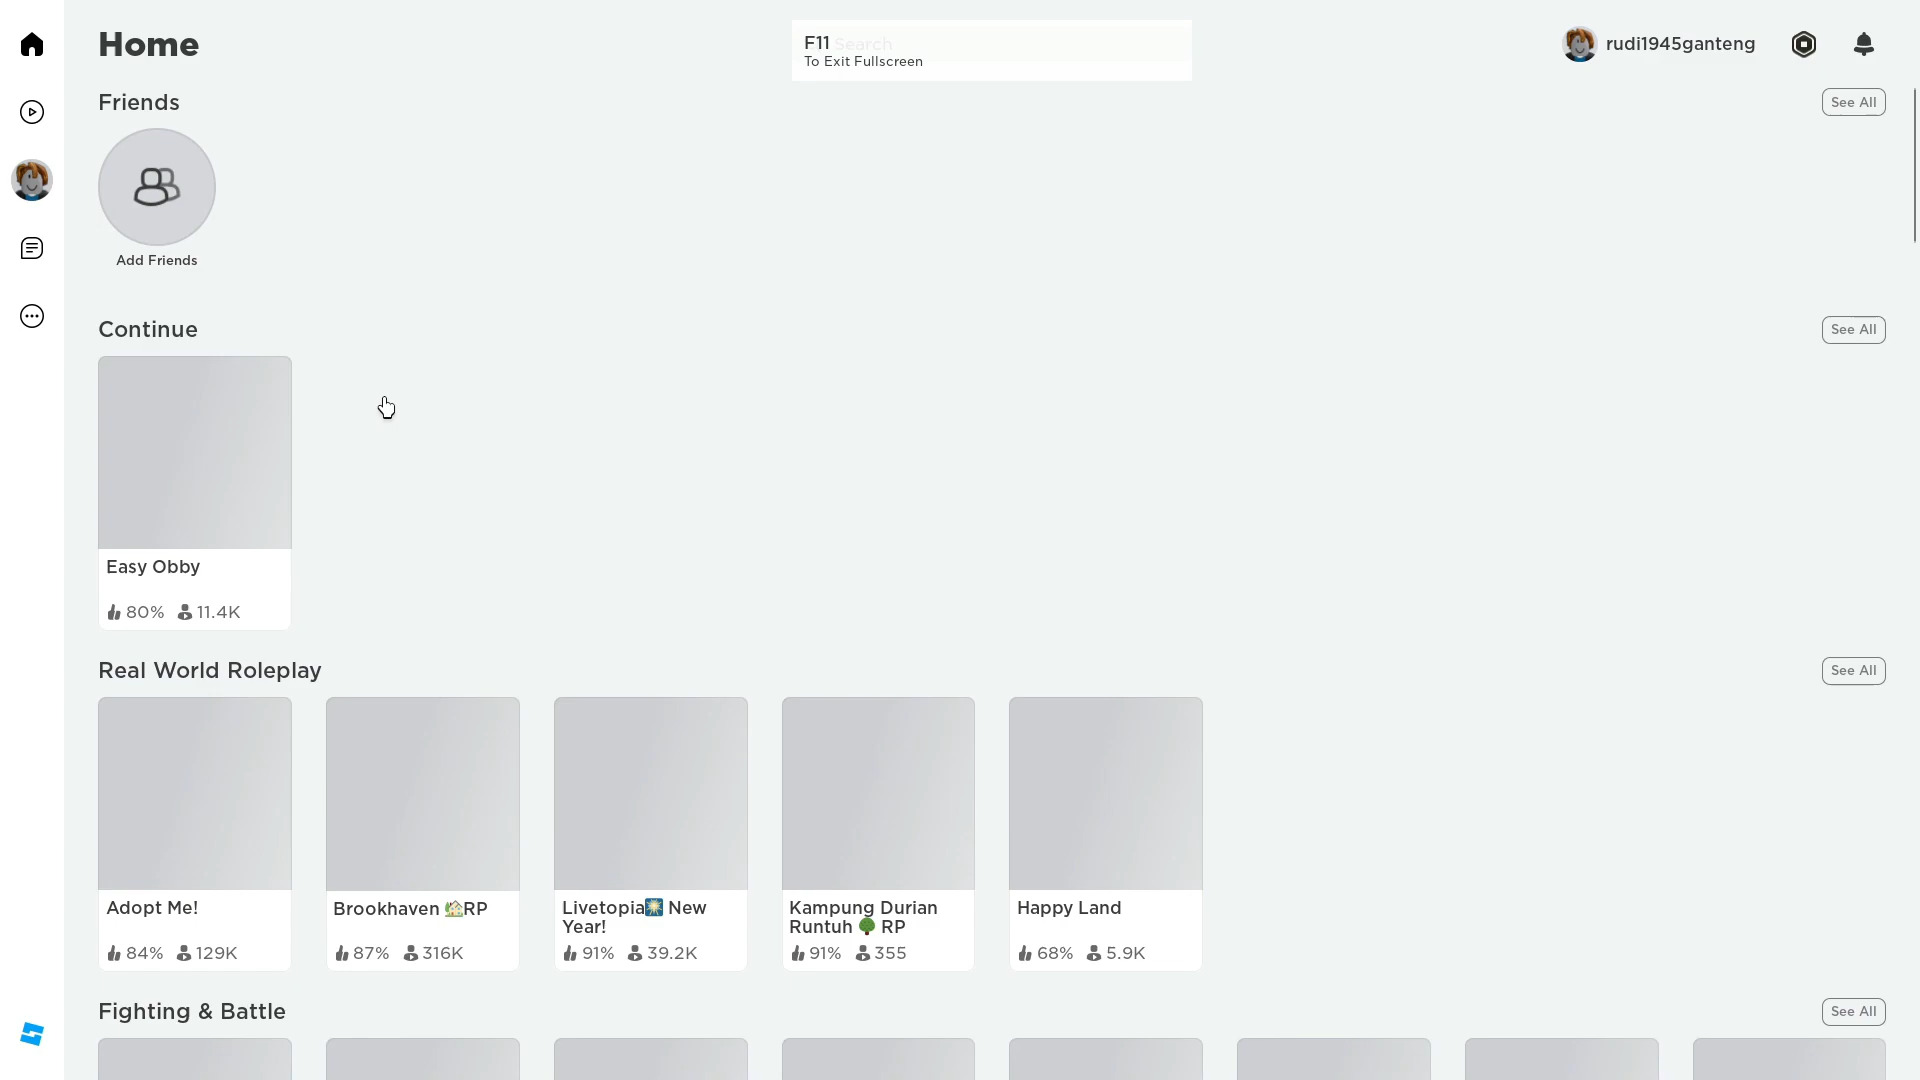 Home
F11 Search
To Exit Fullscreen
rudi1945ganteng
Friends
See All
Add Friends
Continue
See All
Easy Obby
80% 11.4K
Real World Roleplay
See All
Adopt Me!
84% 129K
Brookhaven 🏡RP
87% 316K
Livetopia🎆 New
Year!
91% 39.2K
Kampung Durian
Runtuh 🌳 RP
91% 355
Happy Land
68% 5.9K
Fighting & Battle
See All